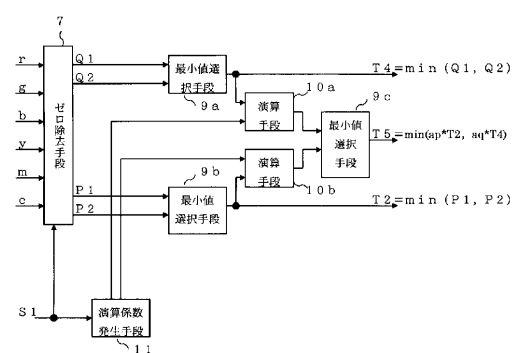 7
r
g
b
y
m
c
ゼロ除去手段
Q1
Q2
最小値選
択手段
9a
T4=min (Q1, Q2)
10a
演算
手段
9c
最小値
選択
手段
T5=min(ap*T2, aq*T4)
演算
手段
10b
9b
P1
P2
最小値
選択手段
T2=min (P1, P2)
S1
演算係数
発生手段
11